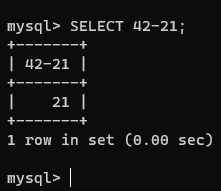 mysql> SELECT 42-21;
+-------+
| 42-21 |
+-------+
|    21 |
+-------+
1 row in set (0.00 sec)
mysql>